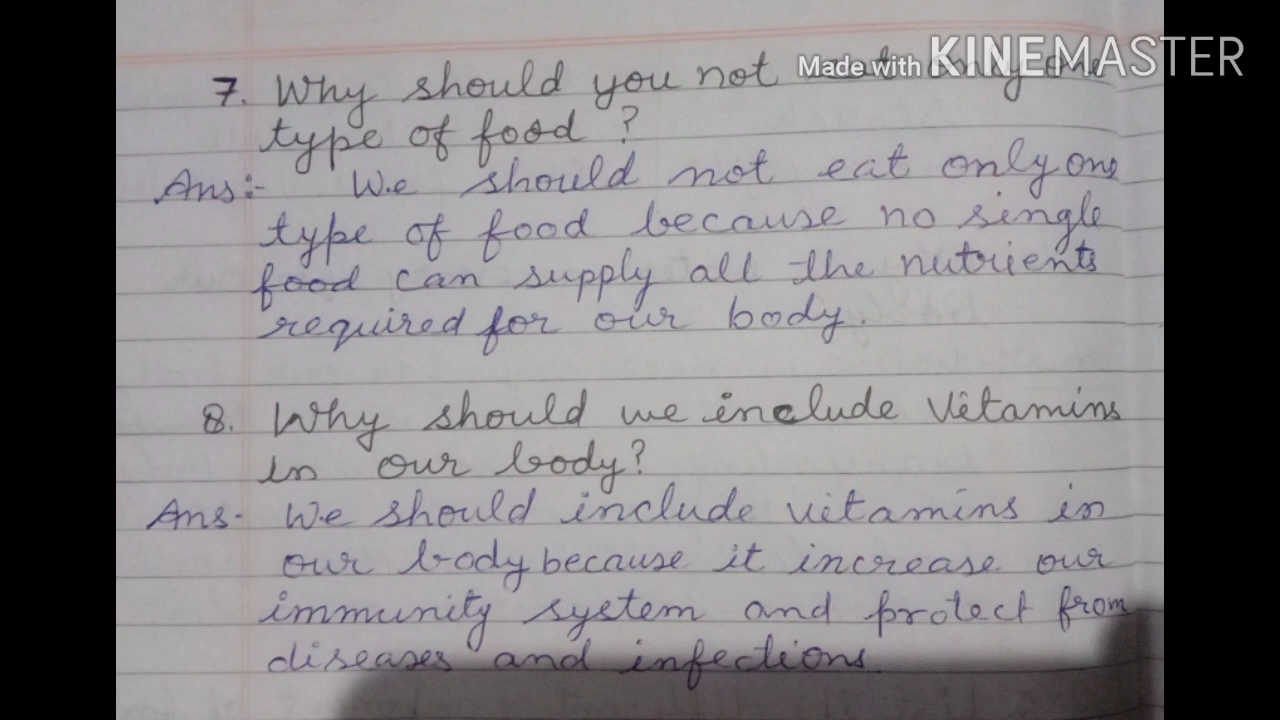 Made with KINEMASTER
7. Why should you not only one
type of food ?
Ans:- We should not eat only one
type of food because no single
food can supply all the nutrients
required for our body.
8. Why should we include Vitamins
in our body?
Ans- We should include vitamins in
our body because it increase our
immunity system and protect from
diseases and infections